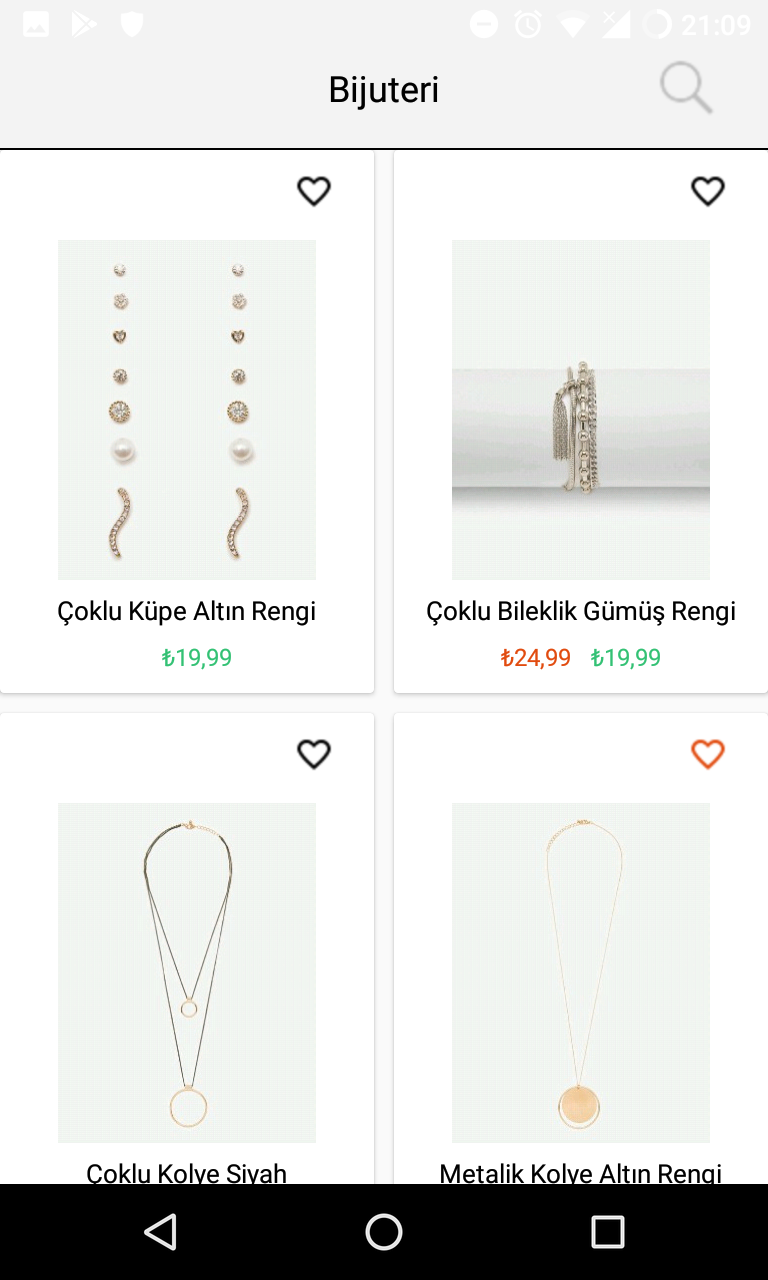 21:09
Bijuteri
Çoklu Küpe Altın Rengi
₺19,99
Çoklu Bileklik Gümüş Rengi
₺24,99 ₺19,99
Çoklu Kolye Siyah
Metalik Kolye Altın Rengi